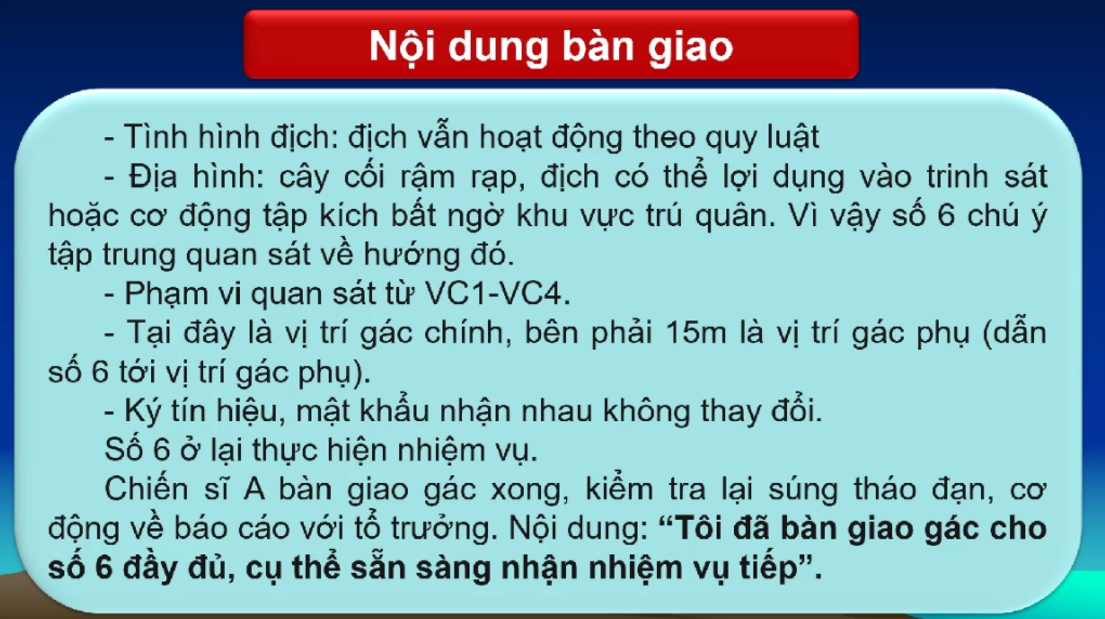 Nội dung bàn giao
- Tình hình địch: địch vẫn hoạt động theo quy luật
- Địa hình: cây cối rậm rạp, địch có thể lợi dụng vào trinh sát
hoặc cơ động tập kích bất ngờ khu vực trú quân. Vì vậy số 6 chú ý
tập trung quan sát về hướng đó.
- Phạm vi quan sát từ VC1-VC4.
- Tại đây là vị trí gác chính, bên phải 15m là vị trí gác phụ (dẫn
số 6 tới vị trí gác phụ).
- Ký tín hiệu, mật khẩu nhận nhau không thay đổi.
Số 6 ở lại thực hiện nhiệm vụ.
Chiến sĩ A bàn giao gác xong, kiểm tra lại súng tháo đạn, cơ
động về báo cáo với tổ trưởng. Nội dung: “Tôi đã bàn giao gác cho
số 6 đầy đủ, cụ thể sẵn sàng nhận nhiệm vụ tiếp”.